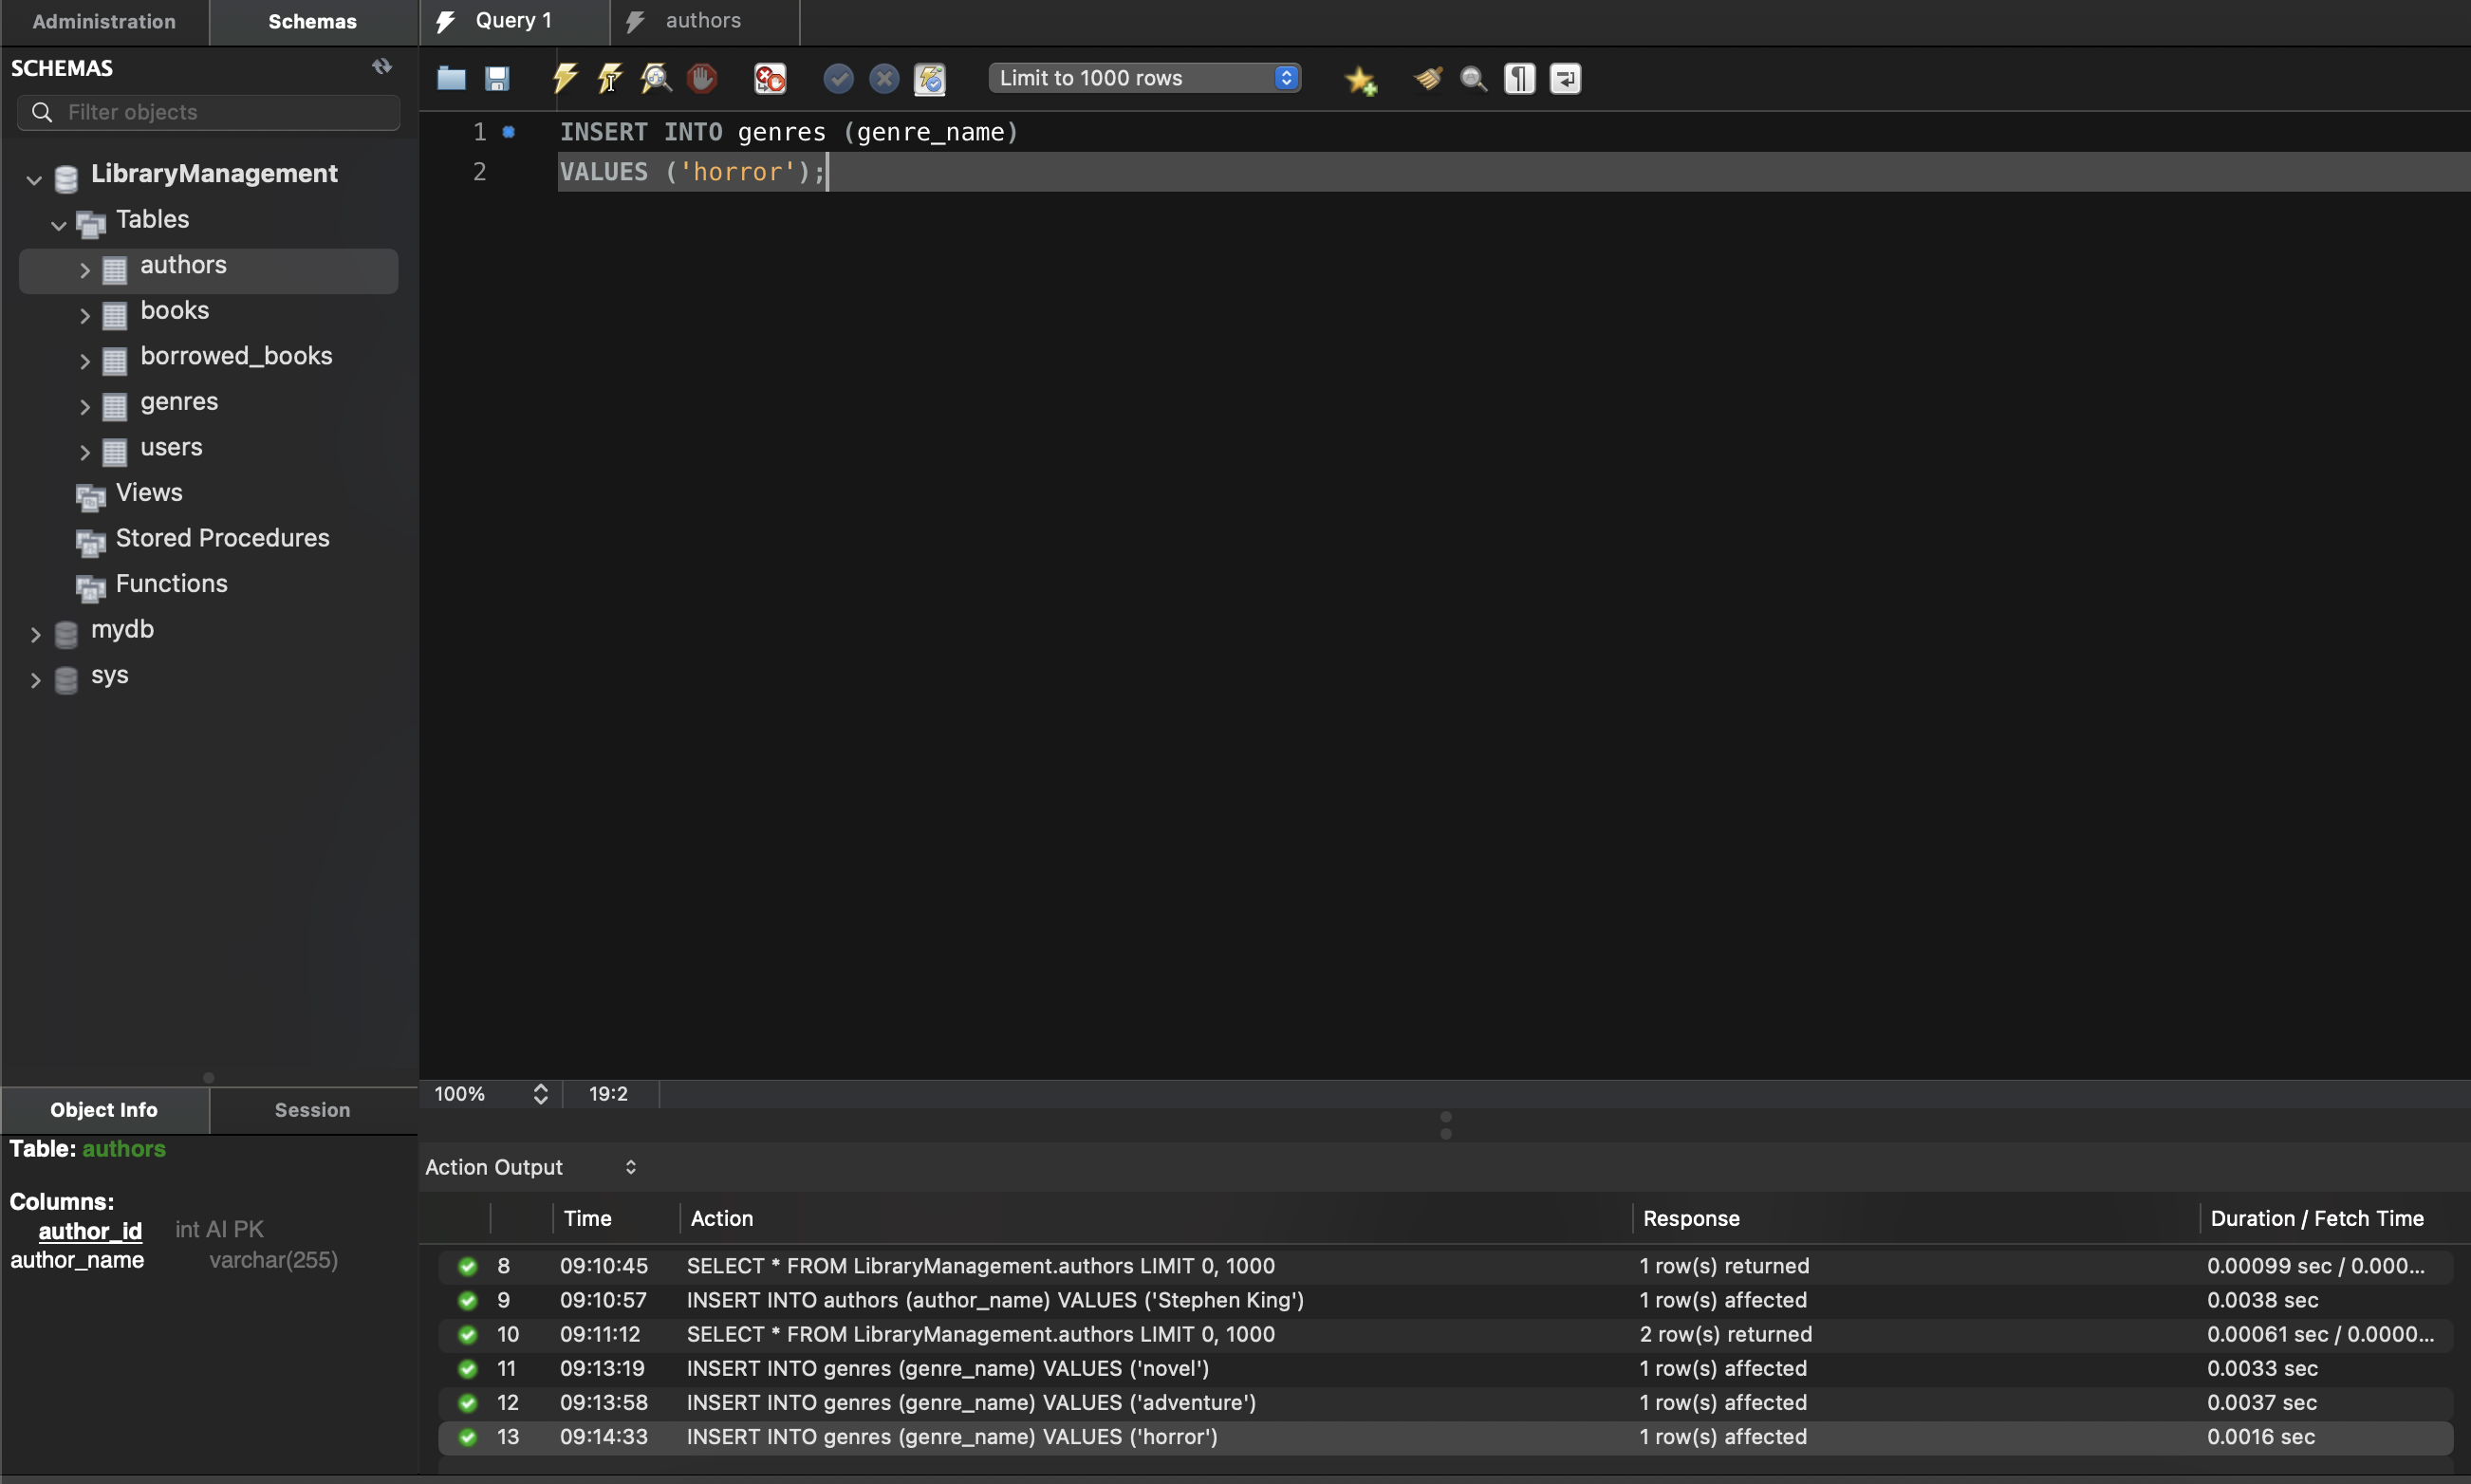 Administration
Schemas
SCHEMAS
Filter objects
LibraryManagement
Tables
authors
books
borrowed_books
genres
users
Views
Stored Procedures
Functions
mydb
sys
Object Info
Session
Table: authors
Columns:
author_id int AI PK
author_name varchar(255)
Query 1
authors
Limit to 1000 rows
1 INSERT INTO genres (genre_name)
2 VALUES ('horror');
100% 19:2
Action Output
Time Action Response Duration / Fetch Time
8 09:10:45 SELECT * FROM LibraryManagement.authors LIMIT 0, 1000 1 row(s) returned 0.00099 sec / 0.000...
9 09:10:57 INSERT INTO authors (author_name) VALUES ('Stephen King') 1 row(s) affected 0.0038 sec
10 09:11:12 SELECT * FROM LibraryManagement.authors LIMIT 0, 1000 2 row(s) returned 0.00061 sec / 0.0000...
11 09:13:19 INSERT INTO genres (genre_name) VALUES ('novel') 1 row(s) affected 0.0033 sec
12 09:13:58 INSERT INTO genres (genre_name) VALUES ('adventure') 1 row(s) affected 0.0037 sec
13 09:14:33 INSERT INTO genres (genre_name) VALUES ('horror') 1 row(s) affected 0.0016 sec